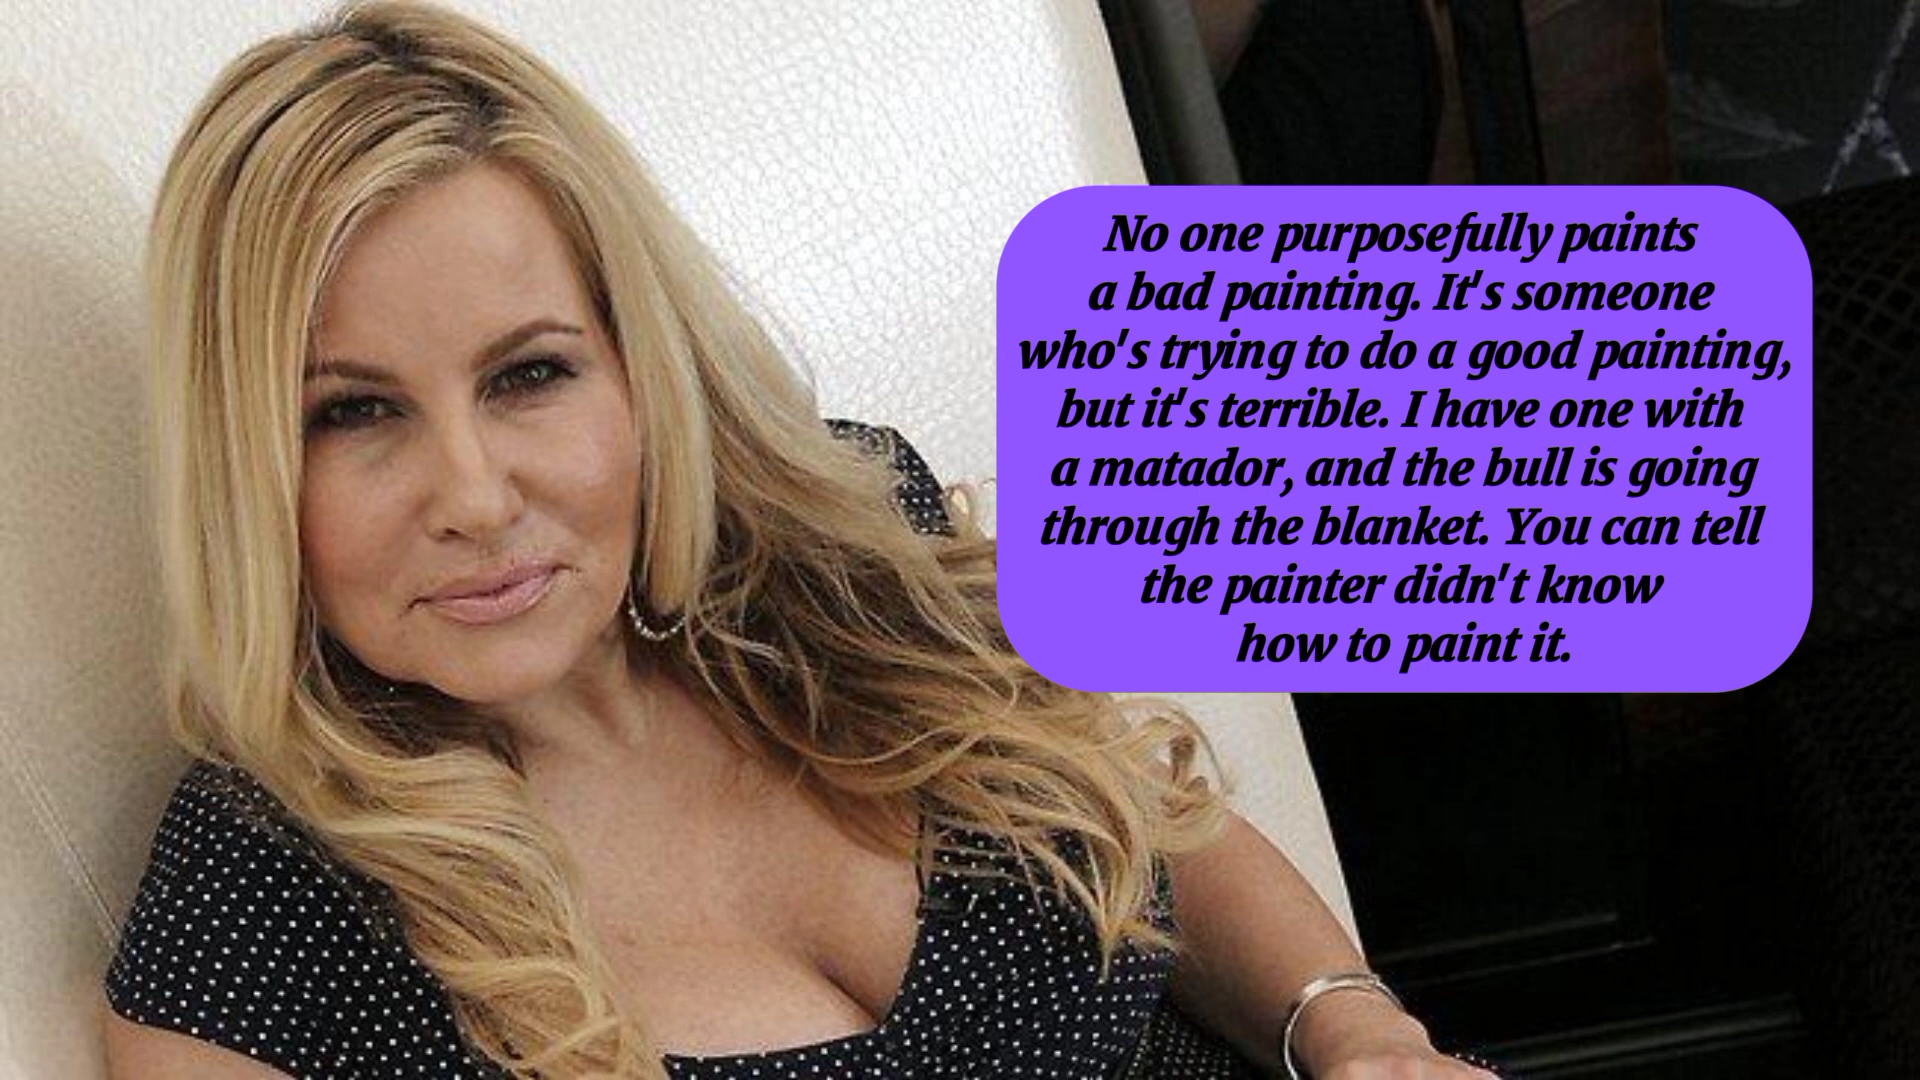 No one purposefully paints
a bad painting. It's someone
who's trying to do a good painting,
but it's terrible. I have one with
a matador, and the bull is going
through the blanket. You can tell
the painter didn't know
how to paint it.